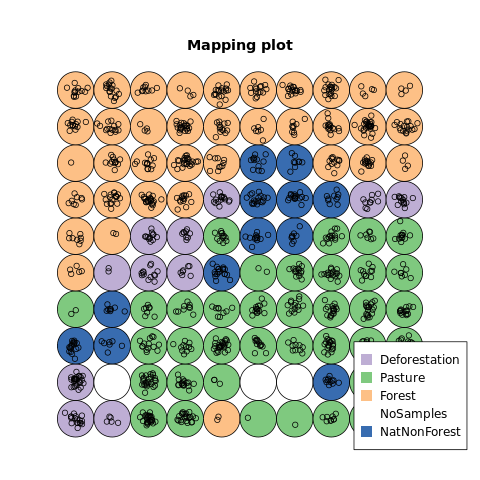 Mapping plot
Deforestation
Pasture
Forest
NoSamples
NatNonForest